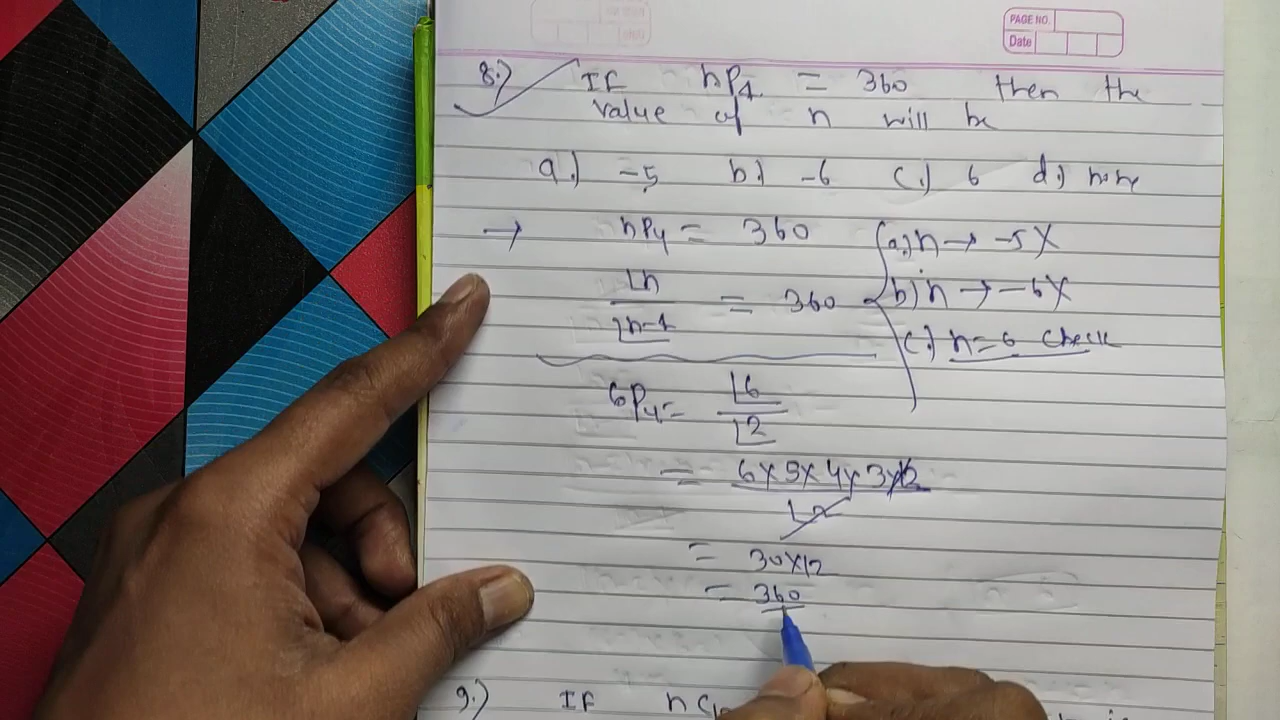 PAGE NO.
Date
8.) If nP4 = 360 then the
value of n will be
a.) -5 b.) -6 c.) 6 d.) none
→ nP4 = 360
⌊n / ⌊n-4 = 360
(a.) n → -5 X
b) n → -6 X
(c.) n=6 check
6P4 = ⌊6 / ⌊2
= 6×5×4×3×⌊2 / ⌊2
= 30×12
= 360
9.) If nC